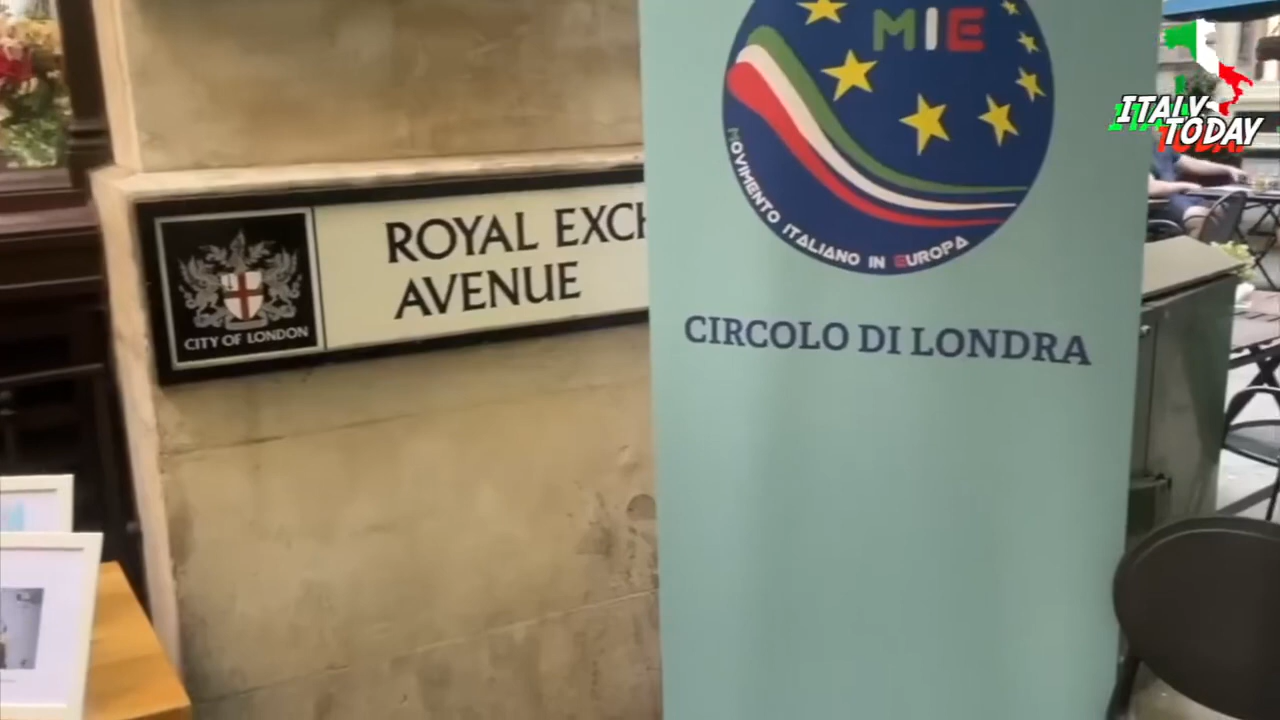 MIE
MOVIMENTO ITALIANO IN EUROPA
CIRCOLO DI LONDRA
ROYAL EXCH
AVENUE
CITY OF LONDON
ITALY
TODAY